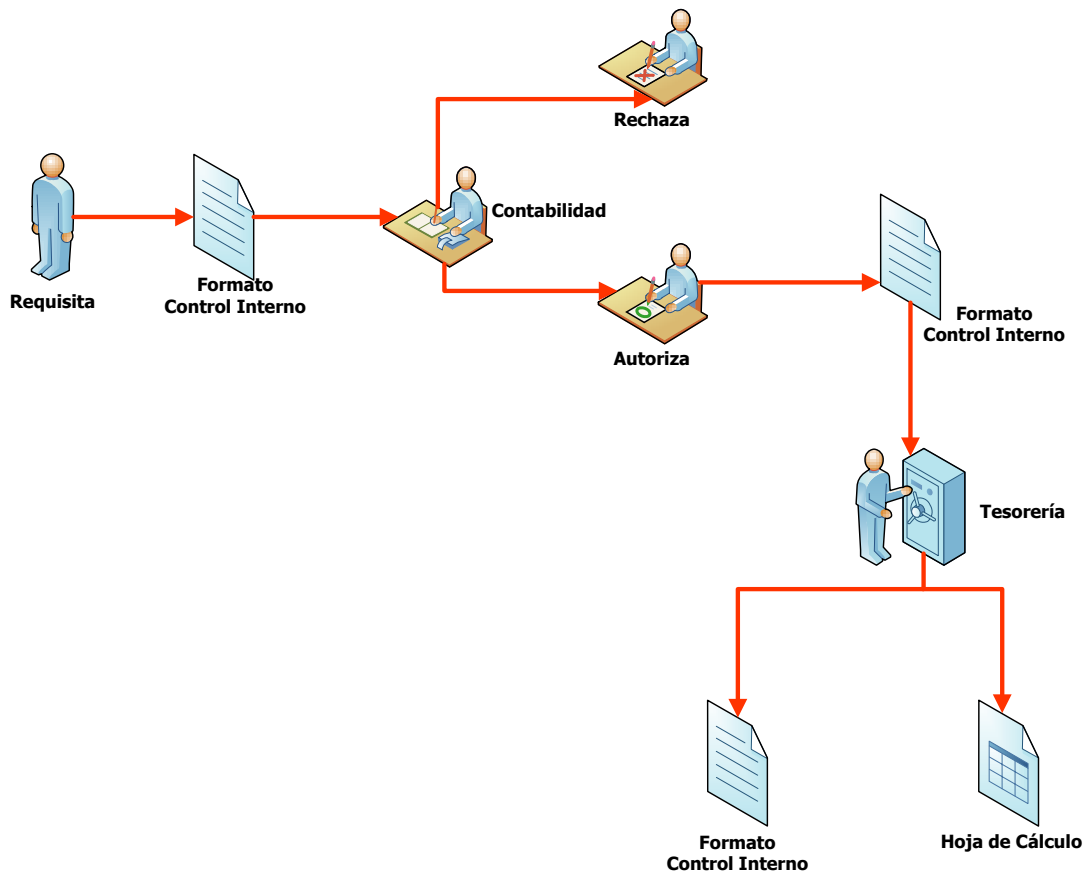 Rechaza
Contabilidad
Requisita
Formato
Control Interno
Autoriza
Formato
Control Interno
Tesorería
Formato
Control Interno
Hoja de Cálculo